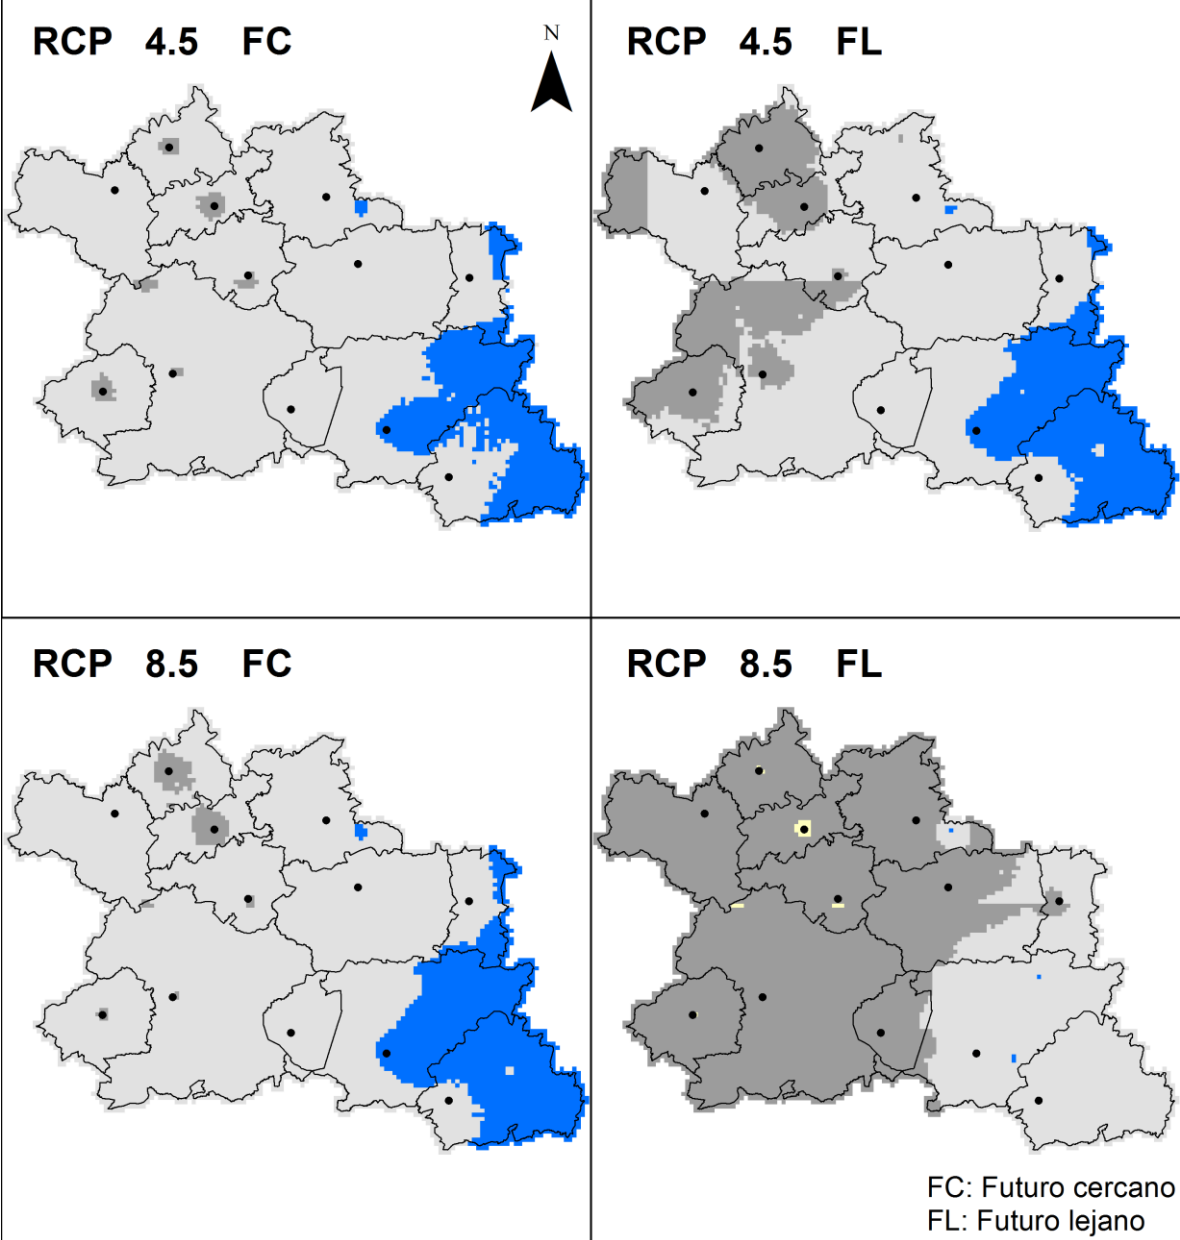 RCP 4.5 FC
N
RCP 4.5 FL
RCP 8.5 FC
RCP 8.5 FL
FC: Futuro cercano
FL: Futuro lejano